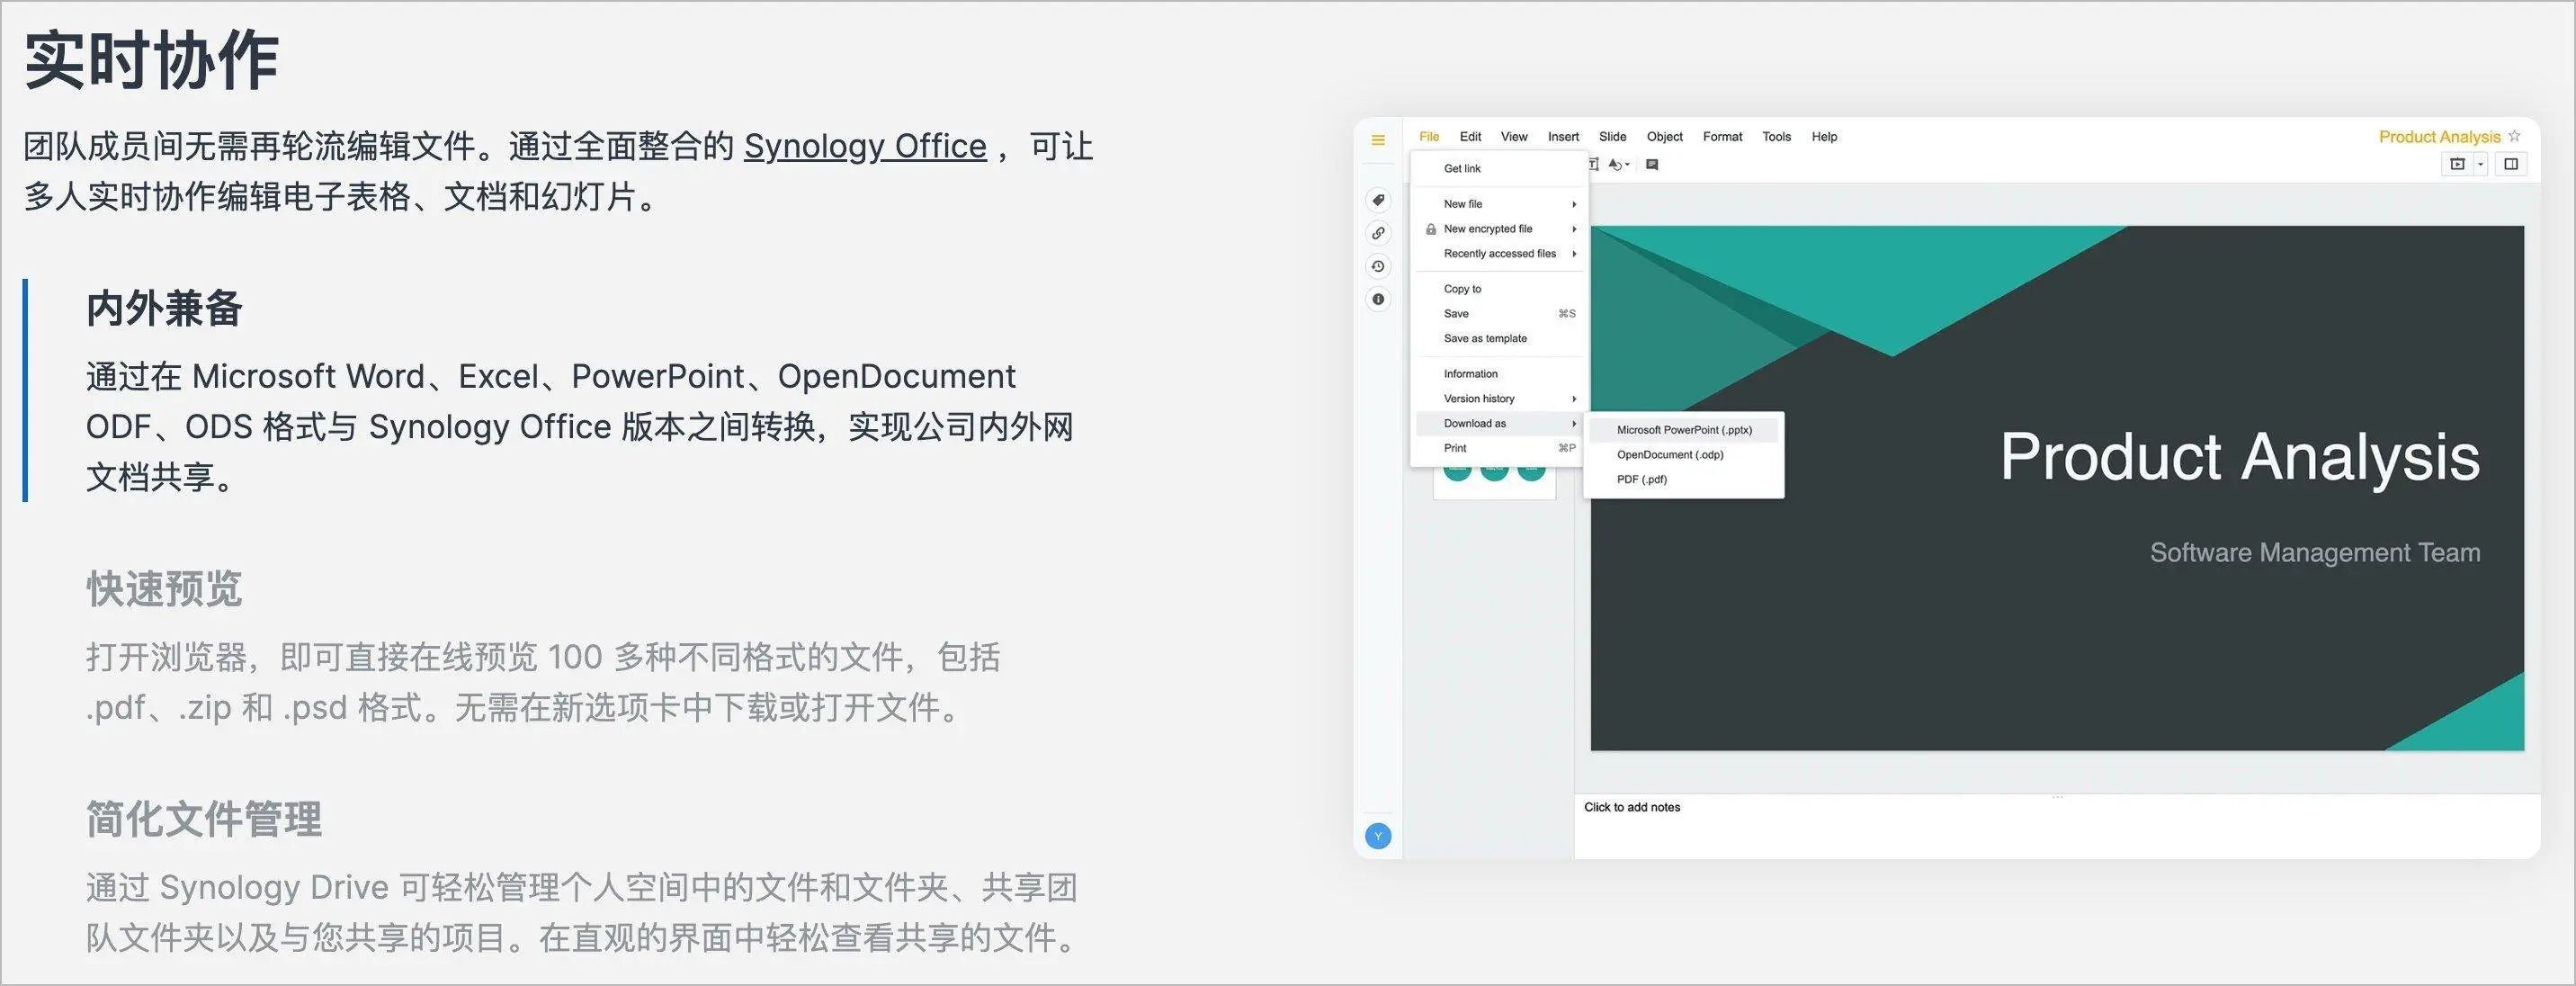 实时协作
团队成员间无需再轮流编辑文件。通过全面整合的 Synology Office ，可让
多人实时协作编辑电子表格、文档和幻灯片。
内外兼备
通过在 Microsoft Word、Excel、PowerPoint、OpenDocument
ODF、ODS 格式与 Synology Office 版本之间转换，实现公司内外网
文档共享。
快速预览
打开浏览器，即可直接在线预览 100 多种不同格式的文件，包括
.pdf、.zip 和 .psd 格式。无需在新选项卡中下载或打开文件。
简化文件管理
通过 Synology Drive 可轻松管理个人空间中的文件和文件夹、共享团
队文件夹以及与您共享的项目。在直观的界面中轻松查看共享的文件。
File Edit View Insert Slide Object Format Tools Help
Product Analysis
Get link
New file
New encrypted file
Recently accessed files
Copy to
Save ⌘S
Save as template
Information
Version history
Download as
Print ⌘P
Microsoft PowerPoint (.pptx)
OpenDocument (.odp)
PDF (.pdf)
Product Analysis
Software Management Team
Click to add notes
Y